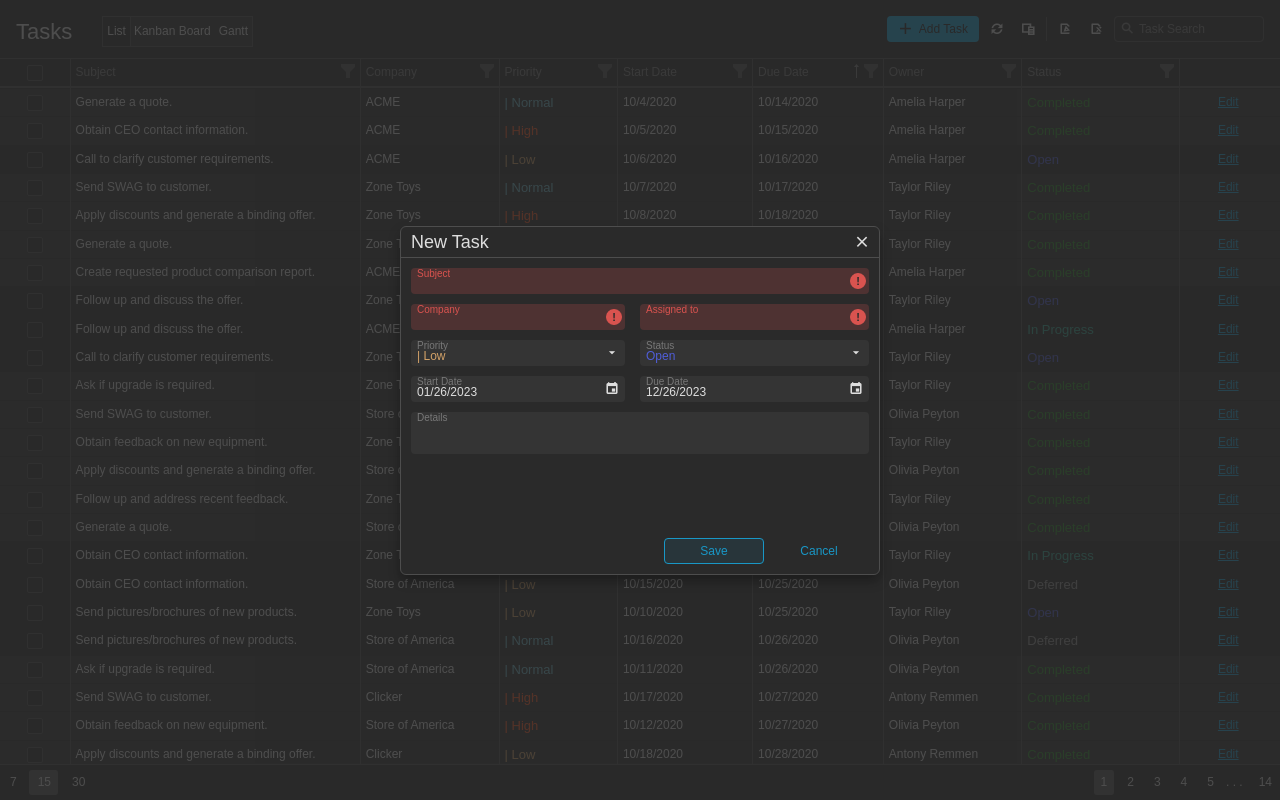 Tasks List Kanban Board Gantt Add Task Task Search
Subject Company Priority Start Date Due Date Owner Status
Generate a quote. ACME | Normal 10/4/2020 10/14/2020 Amelia Harper Completed Edit
Obtain CEO contact information. ACME | High 10/5/2020 10/15/2020 Amelia Harper Completed Edit
Call to clarify customer requirements. ACME | Low 10/6/2020 10/16/2020 Amelia Harper Open Edit
Send SWAG to customer. Zone Toys | Normal 10/7/2020 10/17/2020 Taylor Riley Completed Edit
Apply discounts and generate a binding offer. Zone Toys | High 10/8/2020 10/18/2020 Taylor Riley Completed Edit
Generate a quote. Zone Taylor Riley Completed Edit
Create requested product comparison report. ACME Amelia Harper Completed Edit
Follow up and discuss the offer. Zone Taylor Riley Open Edit
Follow up and discuss the offer. ACME Amelia Harper In Progress Edit
Call to clarify customer requirements. Zone Taylor Riley Open Edit
Ask if upgrade is required. Zone Taylor Riley Completed Edit
Send SWAG to customer. Store Olivia Peyton Completed Edit
Obtain feedback on new equipment. Zone Taylor Riley Completed Edit
Apply discounts and generate a binding offer. Store Olivia Peyton Completed Edit
Follow up and address recent feedback. Zone Taylor Riley Completed Edit
Generate a quote. Store Olivia Peyton Completed Edit
Obtain CEO contact information. Zone Taylor Riley In Progress Edit
Obtain CEO contact information. Store of America | Low 10/15/2020 10/25/2020 Olivia Peyton Deferred Edit
Send pictures/brochures of new products. Zone Toys | Low 10/10/2020 10/25/2020 Taylor Riley Open Edit
Send pictures/brochures of new products. Store of America | Normal 10/16/2020 10/26/2020 Olivia Peyton Deferred Edit
Ask if upgrade is required. Store of America | Normal 10/11/2020 10/26/2020 Olivia Peyton Completed Edit
Send SWAG to customer. Clicker | High 10/17/2020 10/27/2020 Antony Remmen Completed Edit
Obtain feedback on new equipment. Store of America | High 10/12/2020 10/27/2020 Olivia Peyton Completed Edit
Apply discounts and generate a binding offer. Clicker | Low 10/18/2020 10/28/2020 Antony Remmen Completed Edit
7 15 30 1 2 3 4 5 . . . 14
New Task
Subject
Company Assigned to
Priority Status
| Low Open
Start Date Due Date
01/26/2023 12/26/2023
Details
Save Cancel